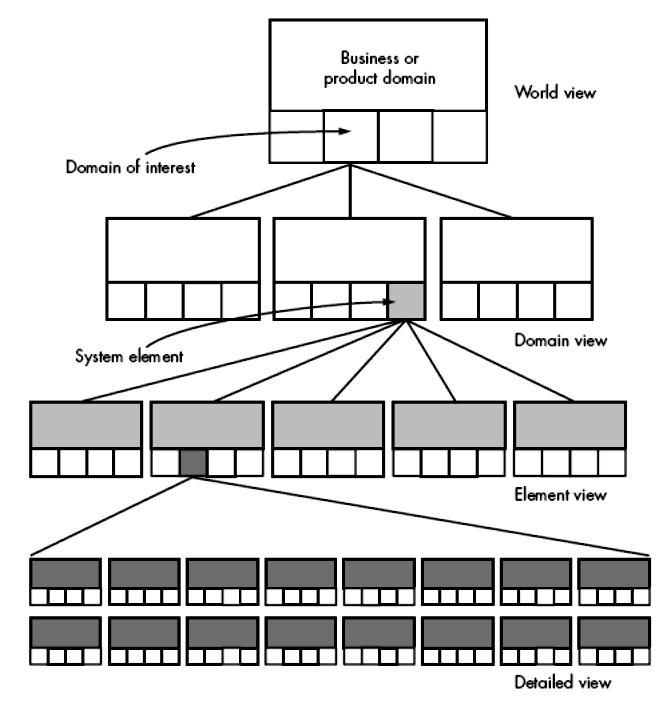 Business or
product domain
World view
Domain of interest
Domain view
System element
Element view
Detailed view